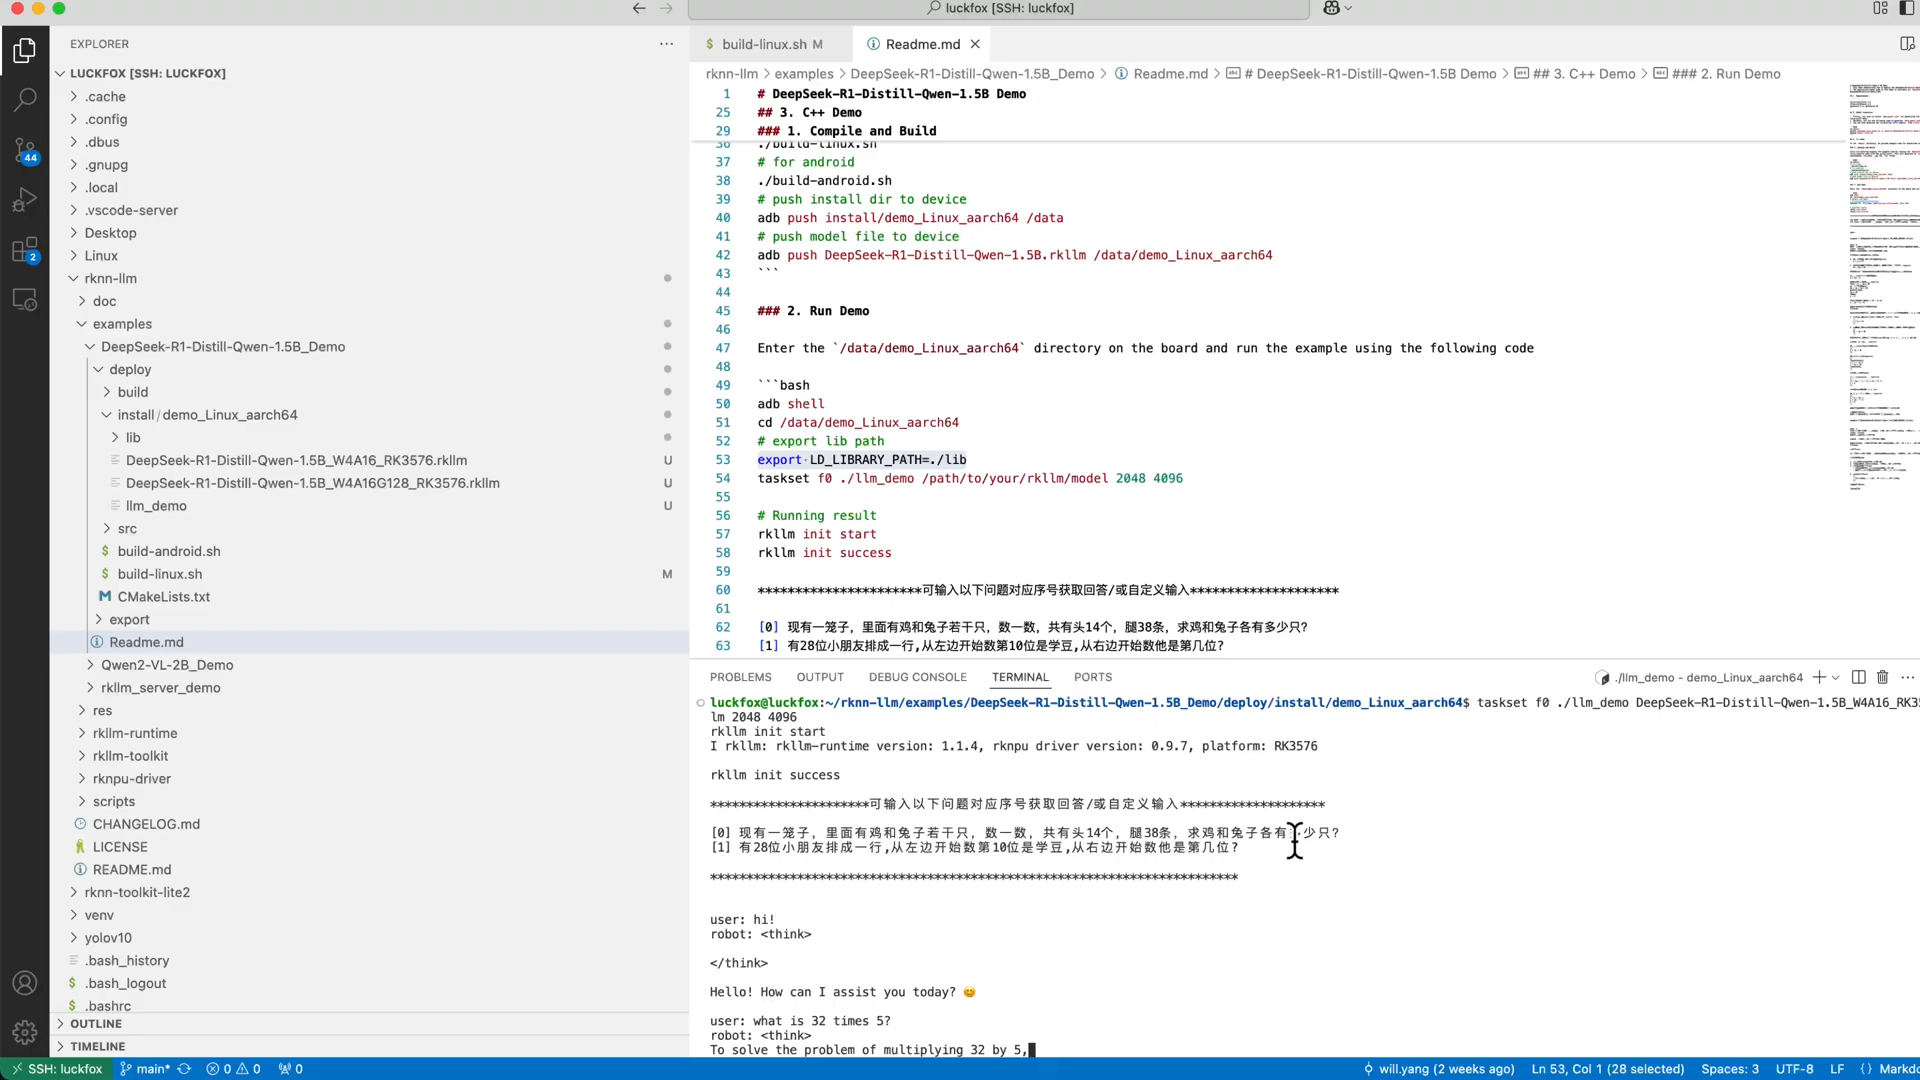 luckfox [SSH: luckfox]
EXPLORER
LUCKFOX [SSH: LUCKFOX]
.cache
.config
.dbus
.gnupg
.local
.vscode-server
Desktop
Linux
rknn-llm
doc
examples
DeepSeek-R1-Distill-Qwen-1.5B_Demo
deploy
build
install/demo_Linux_aarch64
lib
DeepSeek-R1-Distill-Qwen-1.5B_W4A16_RK3576.rkllm U
DeepSeek-R1-Distill-Qwen-1.5B_W4A16G128_RK3576.rkllm U
llm_demo U
src
$ build-android.sh
$ build-linux.sh M
M CMakeLists.txt
export
Readme.md
Qwen2-VL-2B_Demo
rkllm_server_demo
res
rkllm-runtime
rkllm-toolkit
rknpu-driver
scripts
CHANGELOG.md
LICENSE
README.md
rknn-toolkit-lite2
venv
yolov10
.bash_history
$ .bash_logout
$ .bashrc
OUTLINE
TIMELINE
44
2
$ build-linux.sh M
Readme.md
rknn-llm > examples > DeepSeek-R1-Distill-Qwen-1.5B_Demo > Readme.md > # DeepSeek-R1-Distill-Qwen-1.5B Demo > ## 3. C++ Demo > ### 2. Run Demo
1 # DeepSeek-R1-Distill-Qwen-1.5B Demo
25 ## 3. C++ Demo
29 ### 1. Compile and Build
36 ./build-linux.sh
37 # for android
38 ./build-android.sh
39 # push install dir to device
40 adb push install/demo_Linux_aarch64 /data
41 # push model file to device
42 adb push DeepSeek-R1-Distill-Qwen-1.5B.rkllm /data/demo_Linux_aarch64
43 ```
44
45 ### 2. Run Demo
46
47 Enter the `/data/demo_Linux_aarch64` directory on the board and run the example using the following code
48
49 ```bash
50 adb shell
51 cd /data/demo_Linux_aarch64
52 # export lib path
53 export·LD_LIBRARY_PATH=./lib
54 taskset f0 ./llm_demo /path/to/your/rkllm/model 2048 4096
55
56 # Running result
57 rkllm init start
58 rkllm init success
59
60 **********************可输入以下问题对应序号获取回答/或自定义输入********************
61
62 [0] 现有一笼子，里面有鸡和兔子若干只，数一数，共有头14个，腿38条，求鸡和兔子各有多少只?
63 [1] 有28位小朋友排成一行,从左边开始数第10位是学豆,从右边开始数他是第几位?
PROBLEMS OUTPUT DEBUG CONSOLE TERMINAL PORTS
./llm_demo - demo_Linux_aarch64
luckfox@luckfox:~/rknn-llm/examples/DeepSeek-R1-Distill-Qwen-1.5B_Demo/deploy/install/demo_Linux_aarch64$ taskset f0 ./llm_demo DeepSeek-R1-Distill-Qwen-1.5B_W4A16_RK3
lm 2048 4096
rkllm init start
I rkllm: rkllm-runtime version: 1.1.4, rknpu driver version: 0.9.7, platform: RK3576
rkllm init success
**********************可输入以下问题对应序号获取回答/或自定义输入********************
[0] 现有一笼子，里面有鸡和兔子若干只，数一数，共有头14个，腿38条，求鸡和兔子各有 少只?
[1] 有28位小朋友排成一行,从左边开始数第10位是学豆,从右边开始数他是第几位?
*************************************************************************
user: hi!
robot: <think>
</think>
Hello! How can I assist you today? 😊
user: what is 32 times 5?
robot: <think>
To solve the problem of multiplying 32 by 5,
SSH: luckfox main* 0 0 0
will.yang (2 weeks ago) Ln 53, Col 1 (28 selected) Spaces: 3 UTF-8 LF {} Markdo